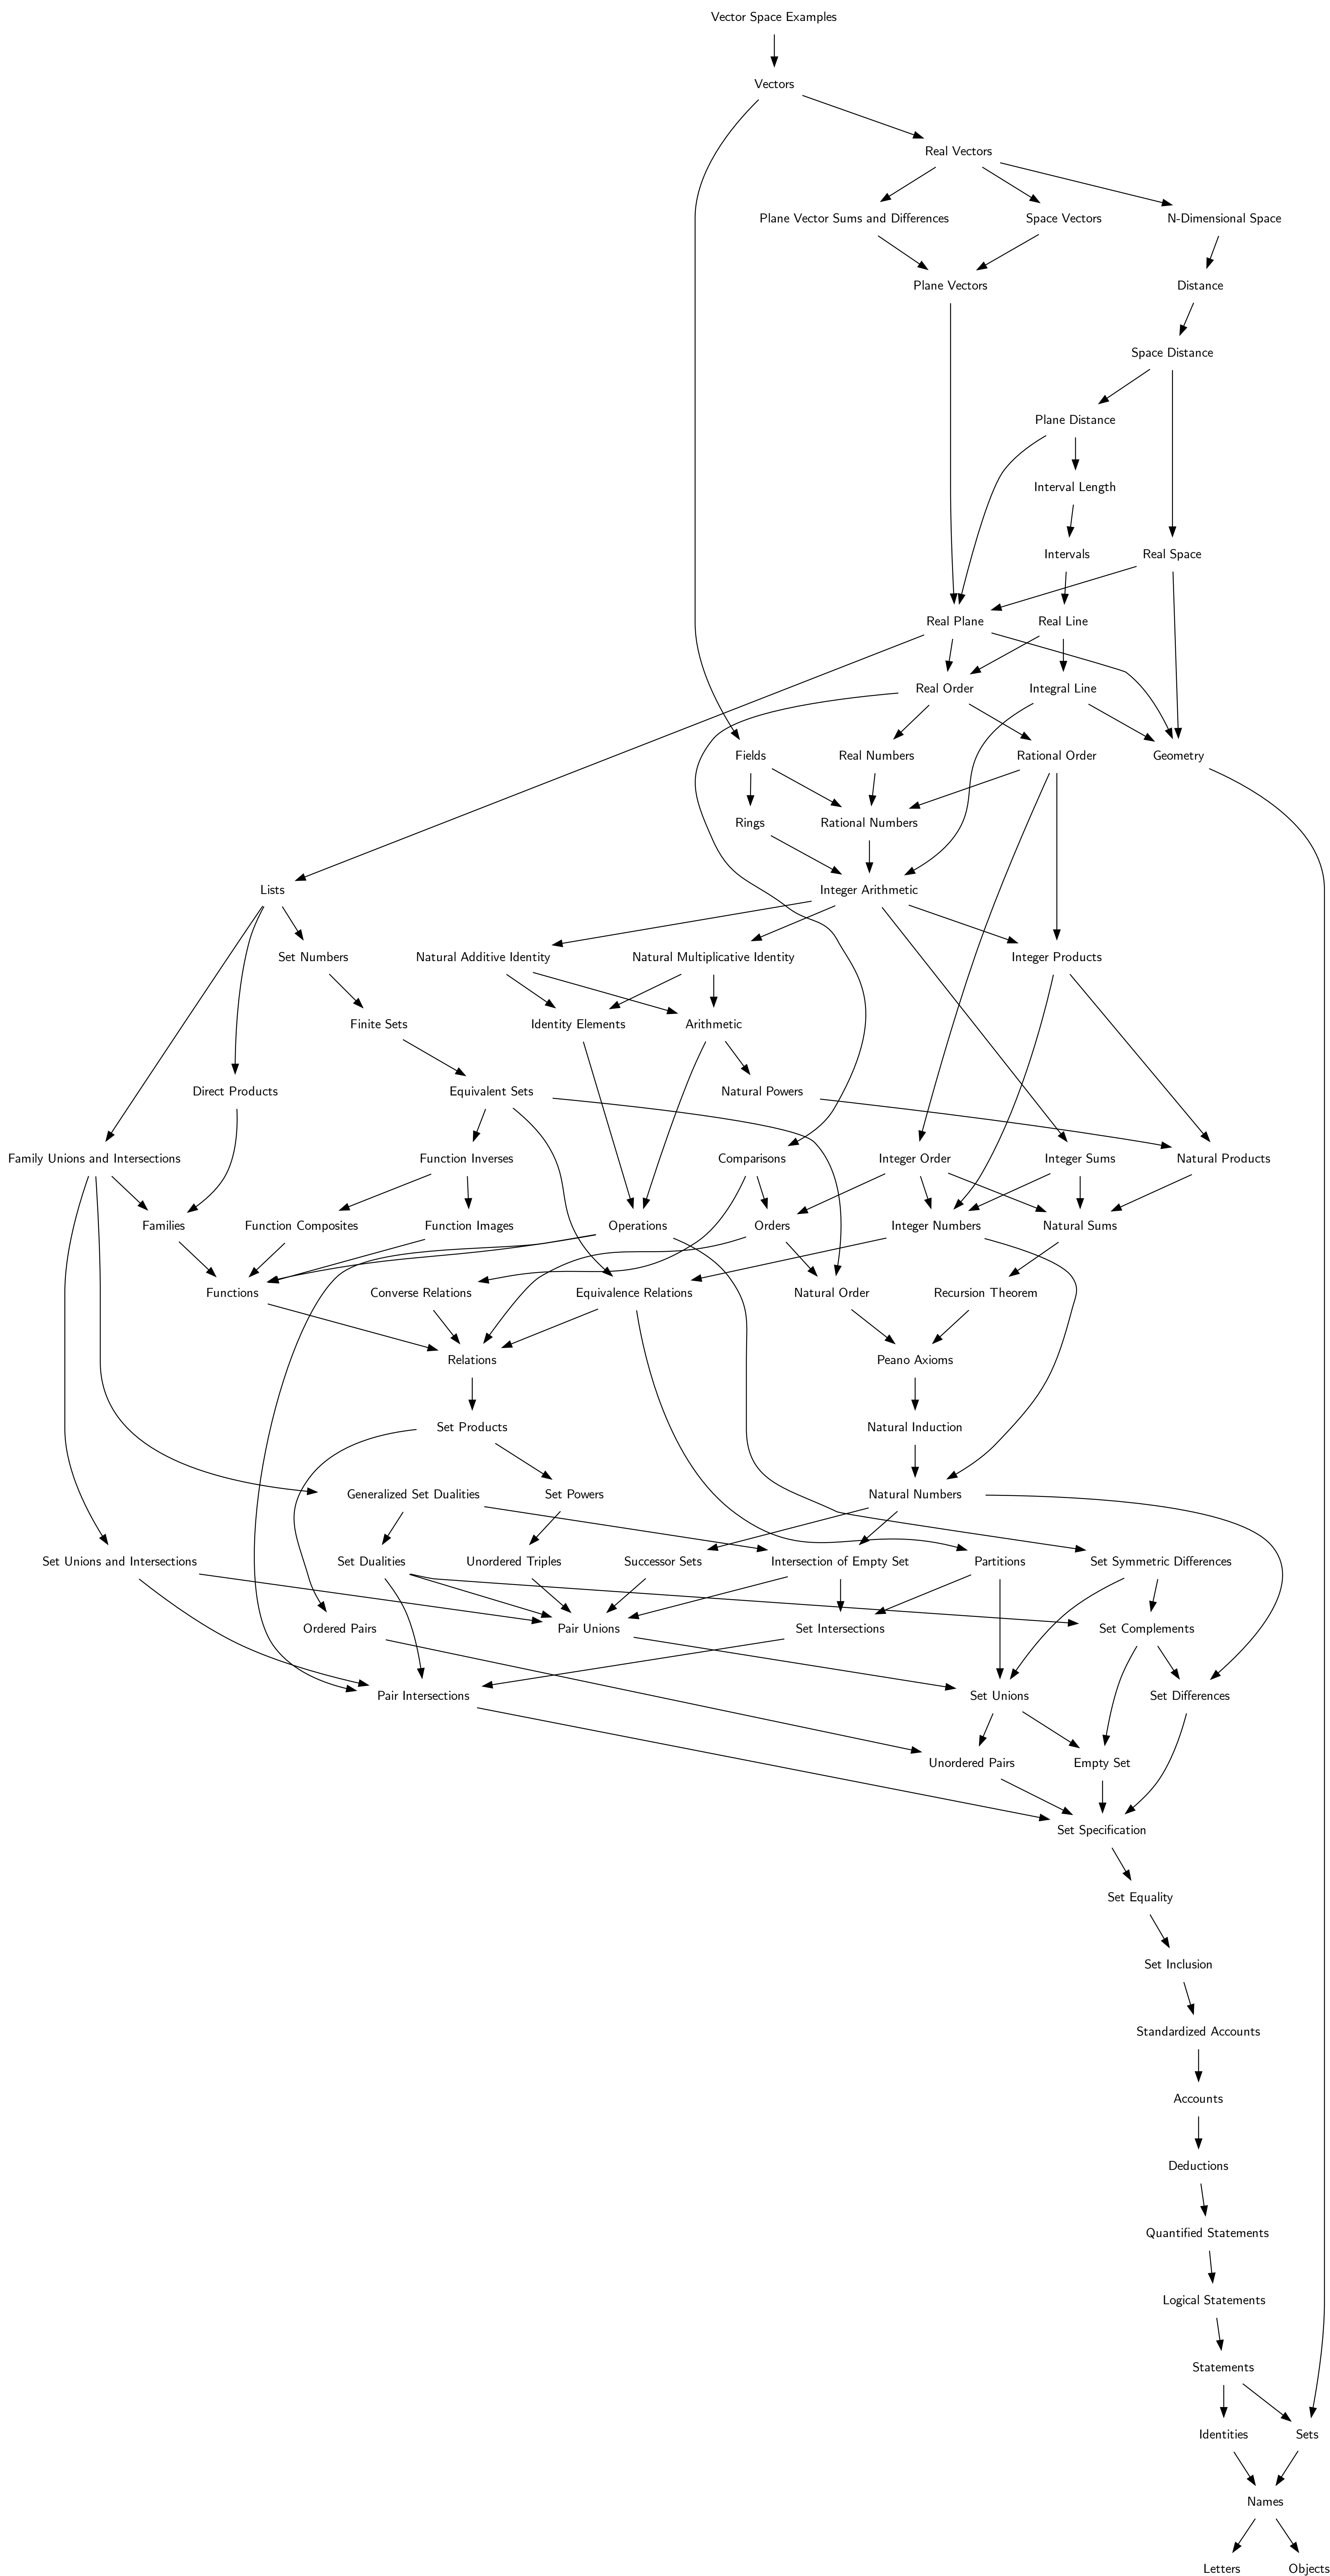 Vector Space Examples
Vectors
Real Vectors
Plane Vector Sums and Differences
Space Vectors
N-Dimensional Space
Plane Vectors
Distance
Space Distance
Plane Distance
Interval Length
Intervals
Real Space
Real Plane
Real Line
Real Order
Integral Line
Fields
Real Numbers
Rational Order
Geometry
Rings
Rational Numbers
Lists
Integer Arithmetic
Set Numbers
Natural Additive Identity
Natural Multiplicative Identity
Integer Products
Finite Sets
Identity Elements
Arithmetic
Direct Products
Equivalent Sets
Natural Powers
Family Unions and Intersections
Function Inverses
Comparisons
Integer Order
Integer Sums
Natural Products
Families
Function Composites
Function Images
Operations
Orders
Integer Numbers
Natural Sums
Functions
Converse Relations
Equivalence Relations
Natural Order
Recursion Theorem
Relations
Peano Axioms
Set Products
Natural Induction
Generalized Set Dualities
Set Powers
Natural Numbers
Set Unions and Intersections
Set Dualities
Unordered Triples
Successor Sets
Intersection of Empty Set
Partitions
Set Symmetric Differences
Ordered Pairs
Pair Unions
Set Intersections
Set Complements
Pair Intersections
Set Unions
Set Differences
Unordered Pairs
Empty Set
Set Specification
Set Equality
Set Inclusion
Standardized Accounts
Accounts
Deductions
Quantified Statements
Logical Statements
Statements
Identities
Sets
Names
Letters
Objects